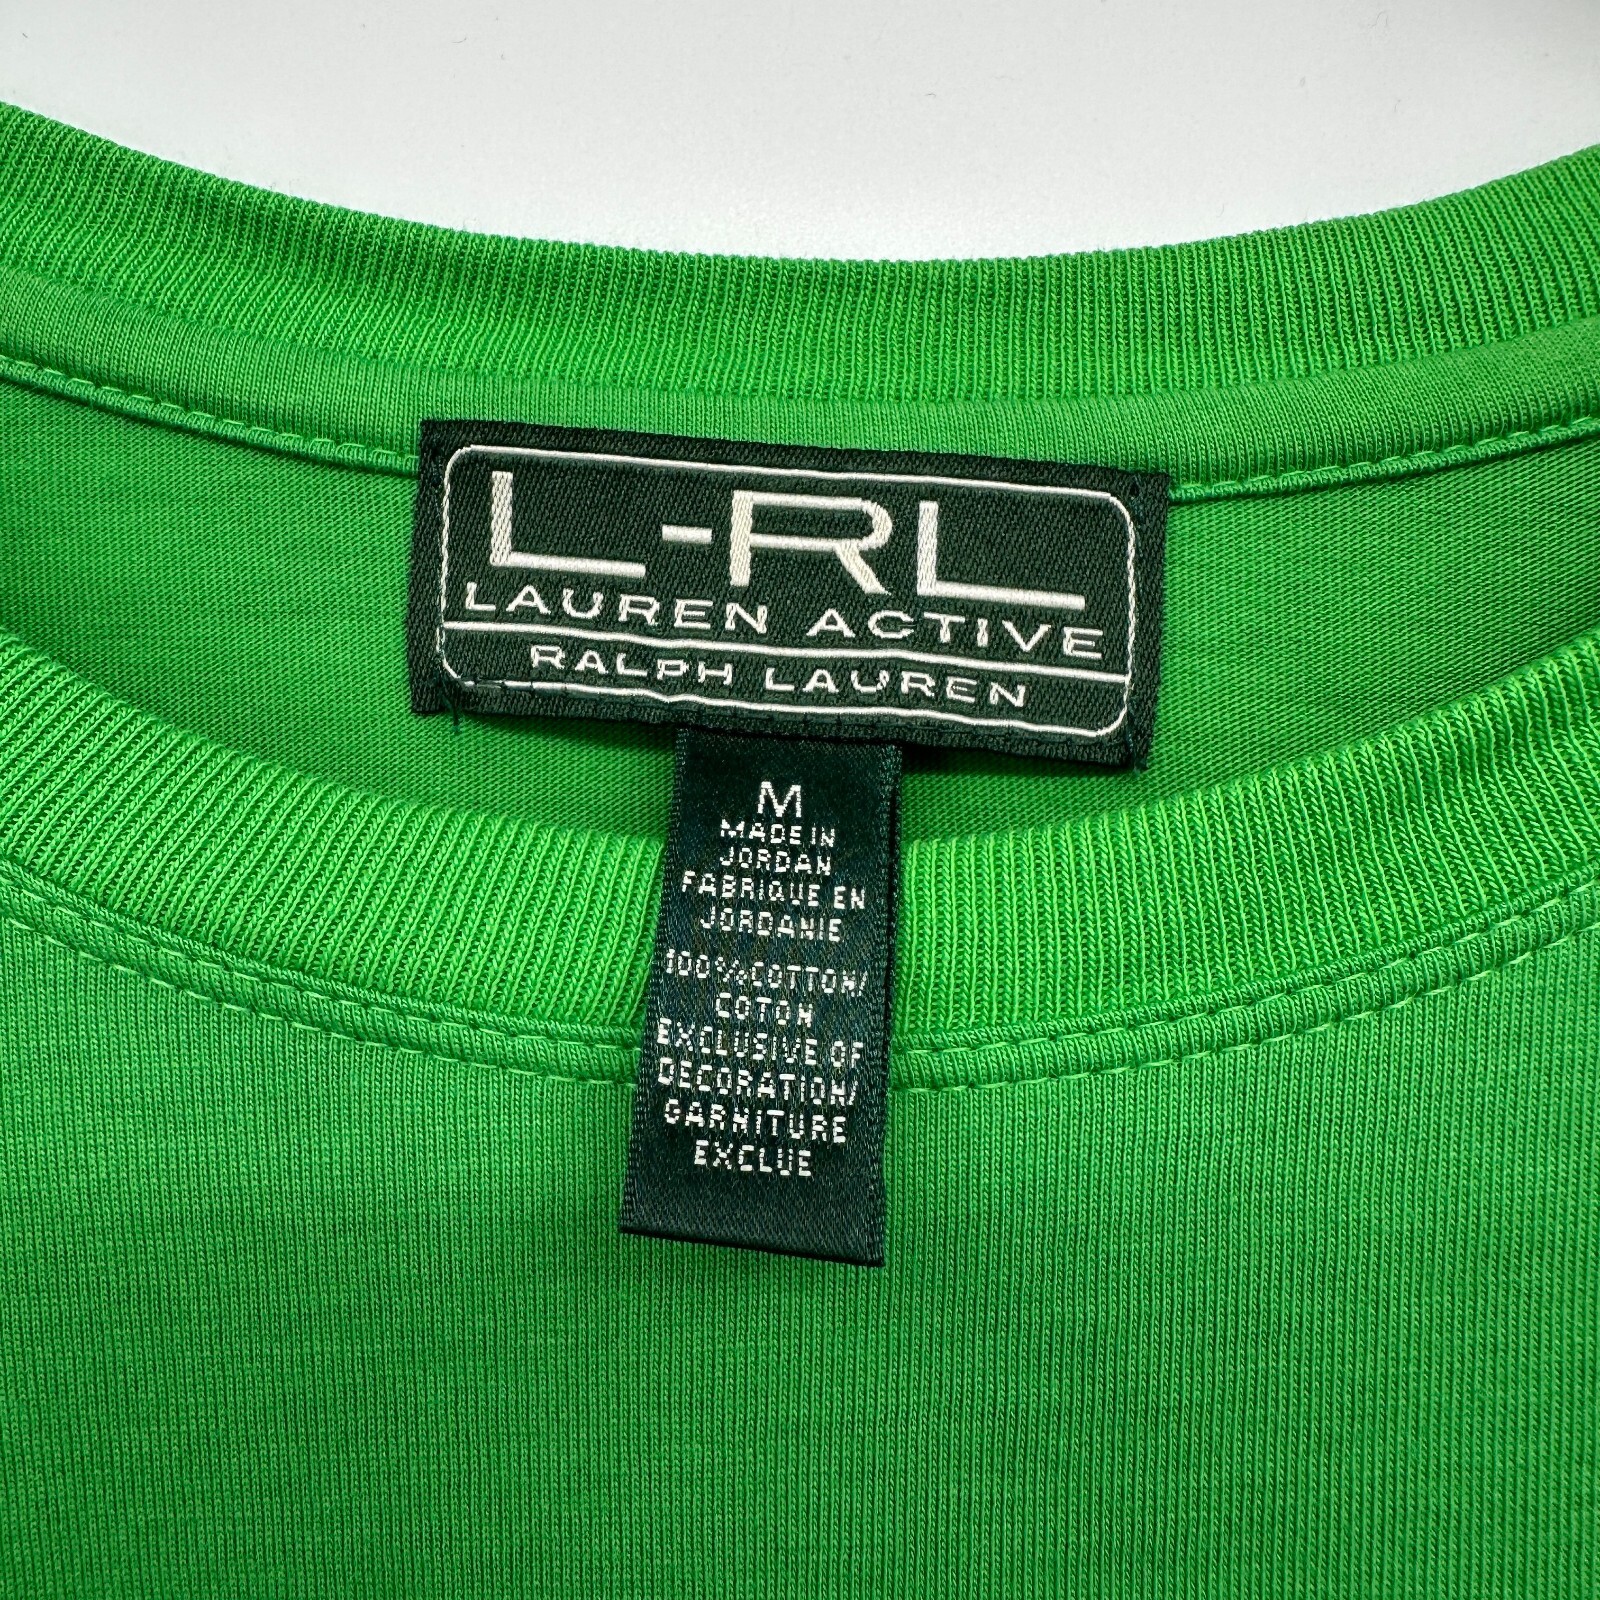 L-RL
LAUREN ACTIVE
RALPH LAUREN
M
MADE IN
JORDAN
FABRIQUE EN
JORDANIE
100% COTTON/
COTON
EXCLUSIVE OF
DECORATION/
GARNITURE
EXCLUE